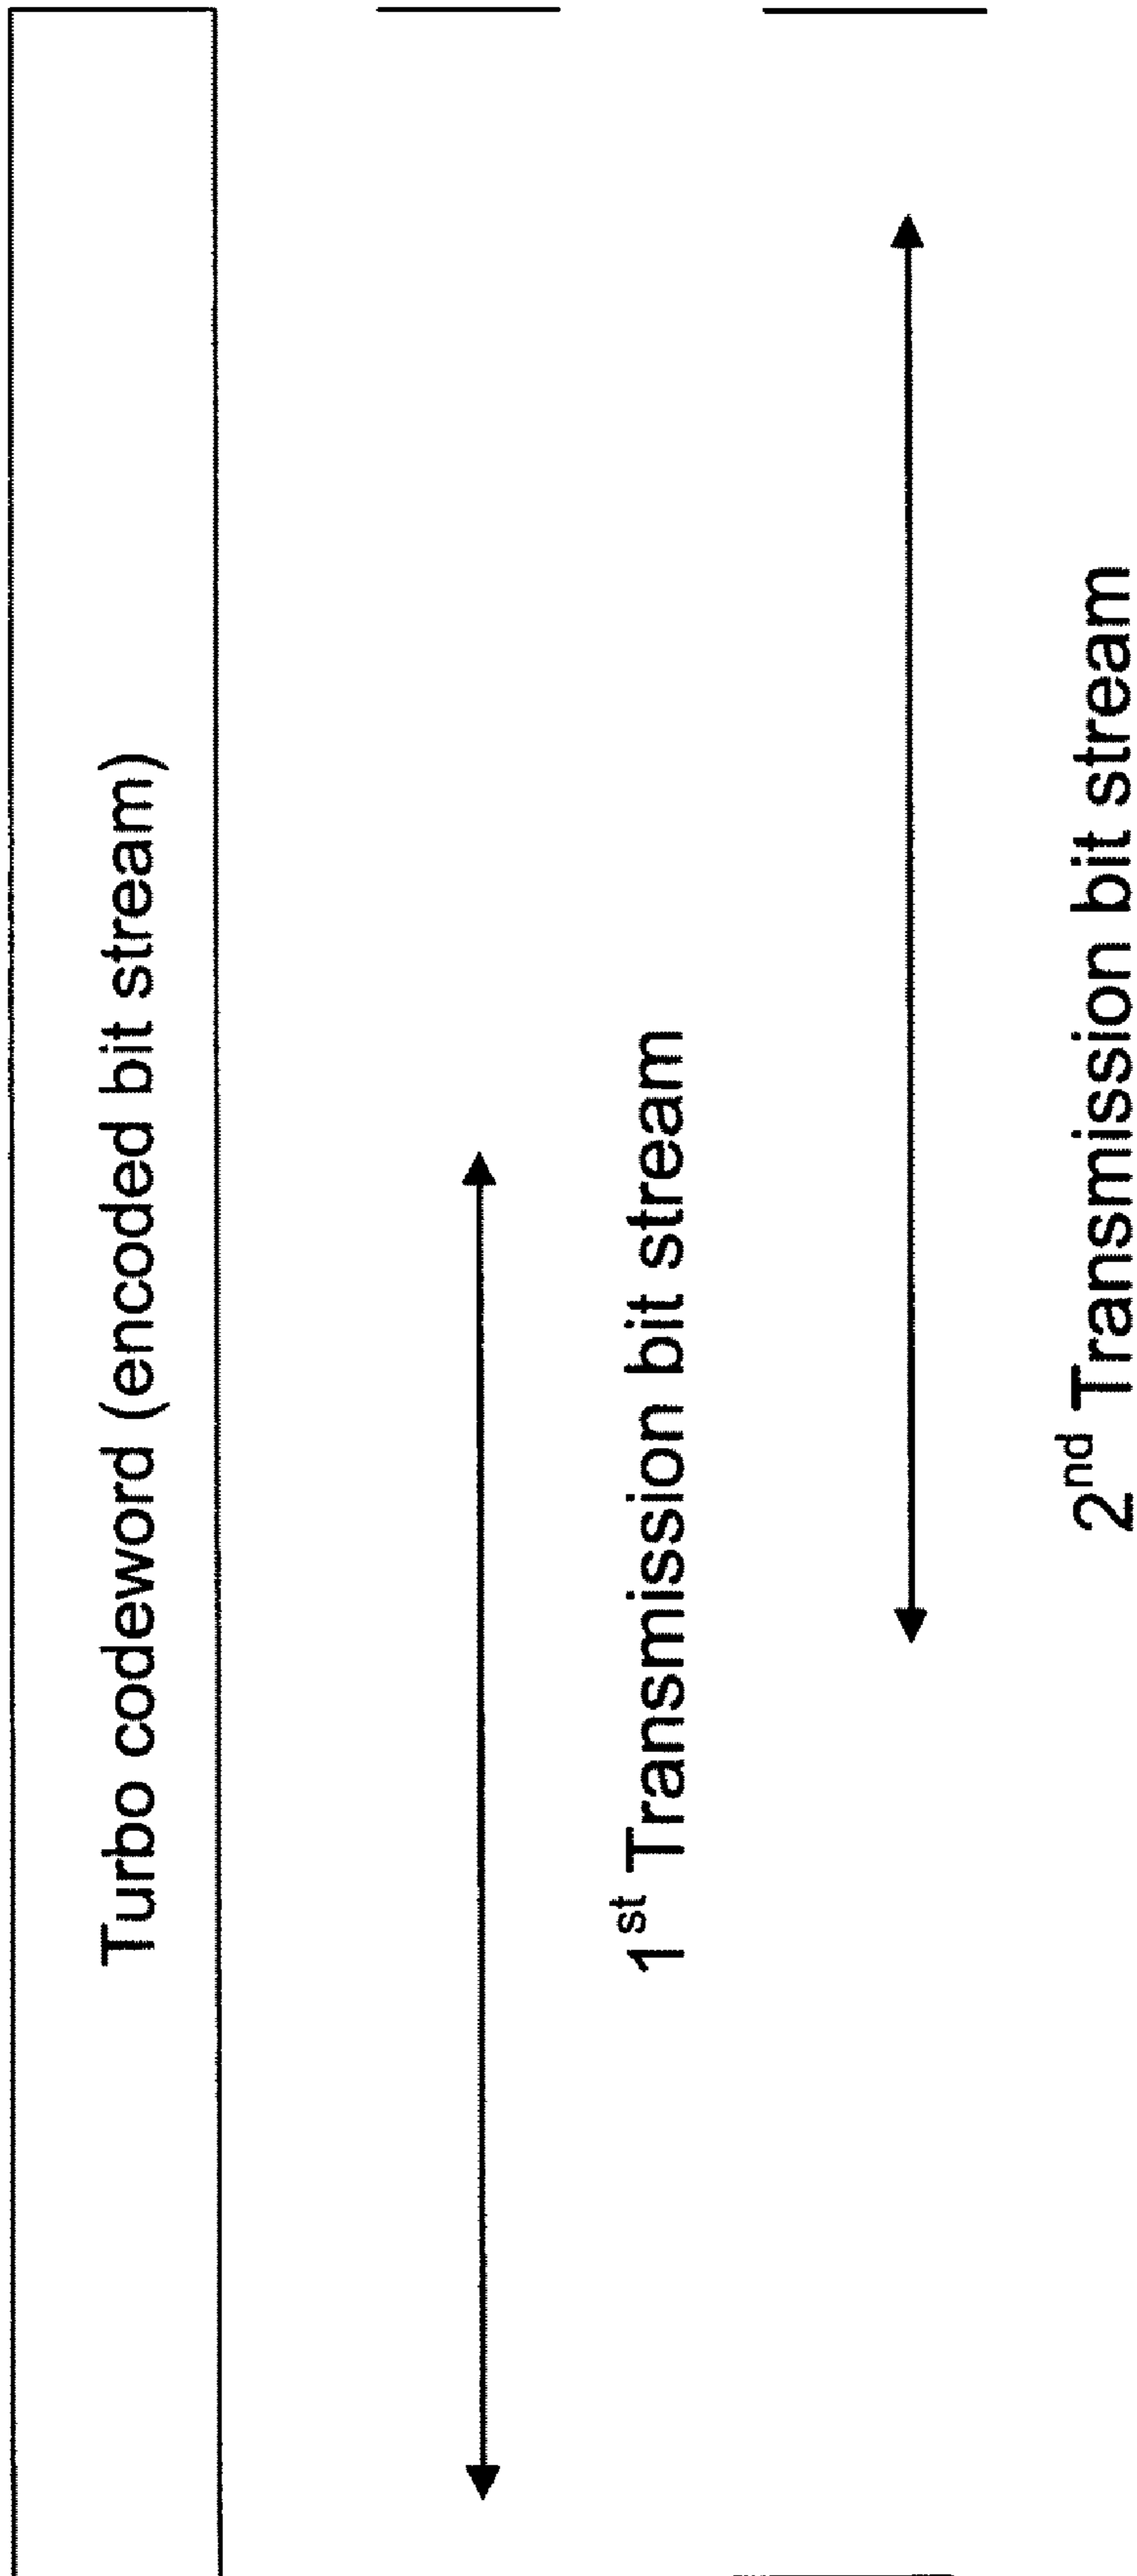 Turbo codeword (encoded bit stream)
1st Transmission bit stream
2nd Transmission bit stream